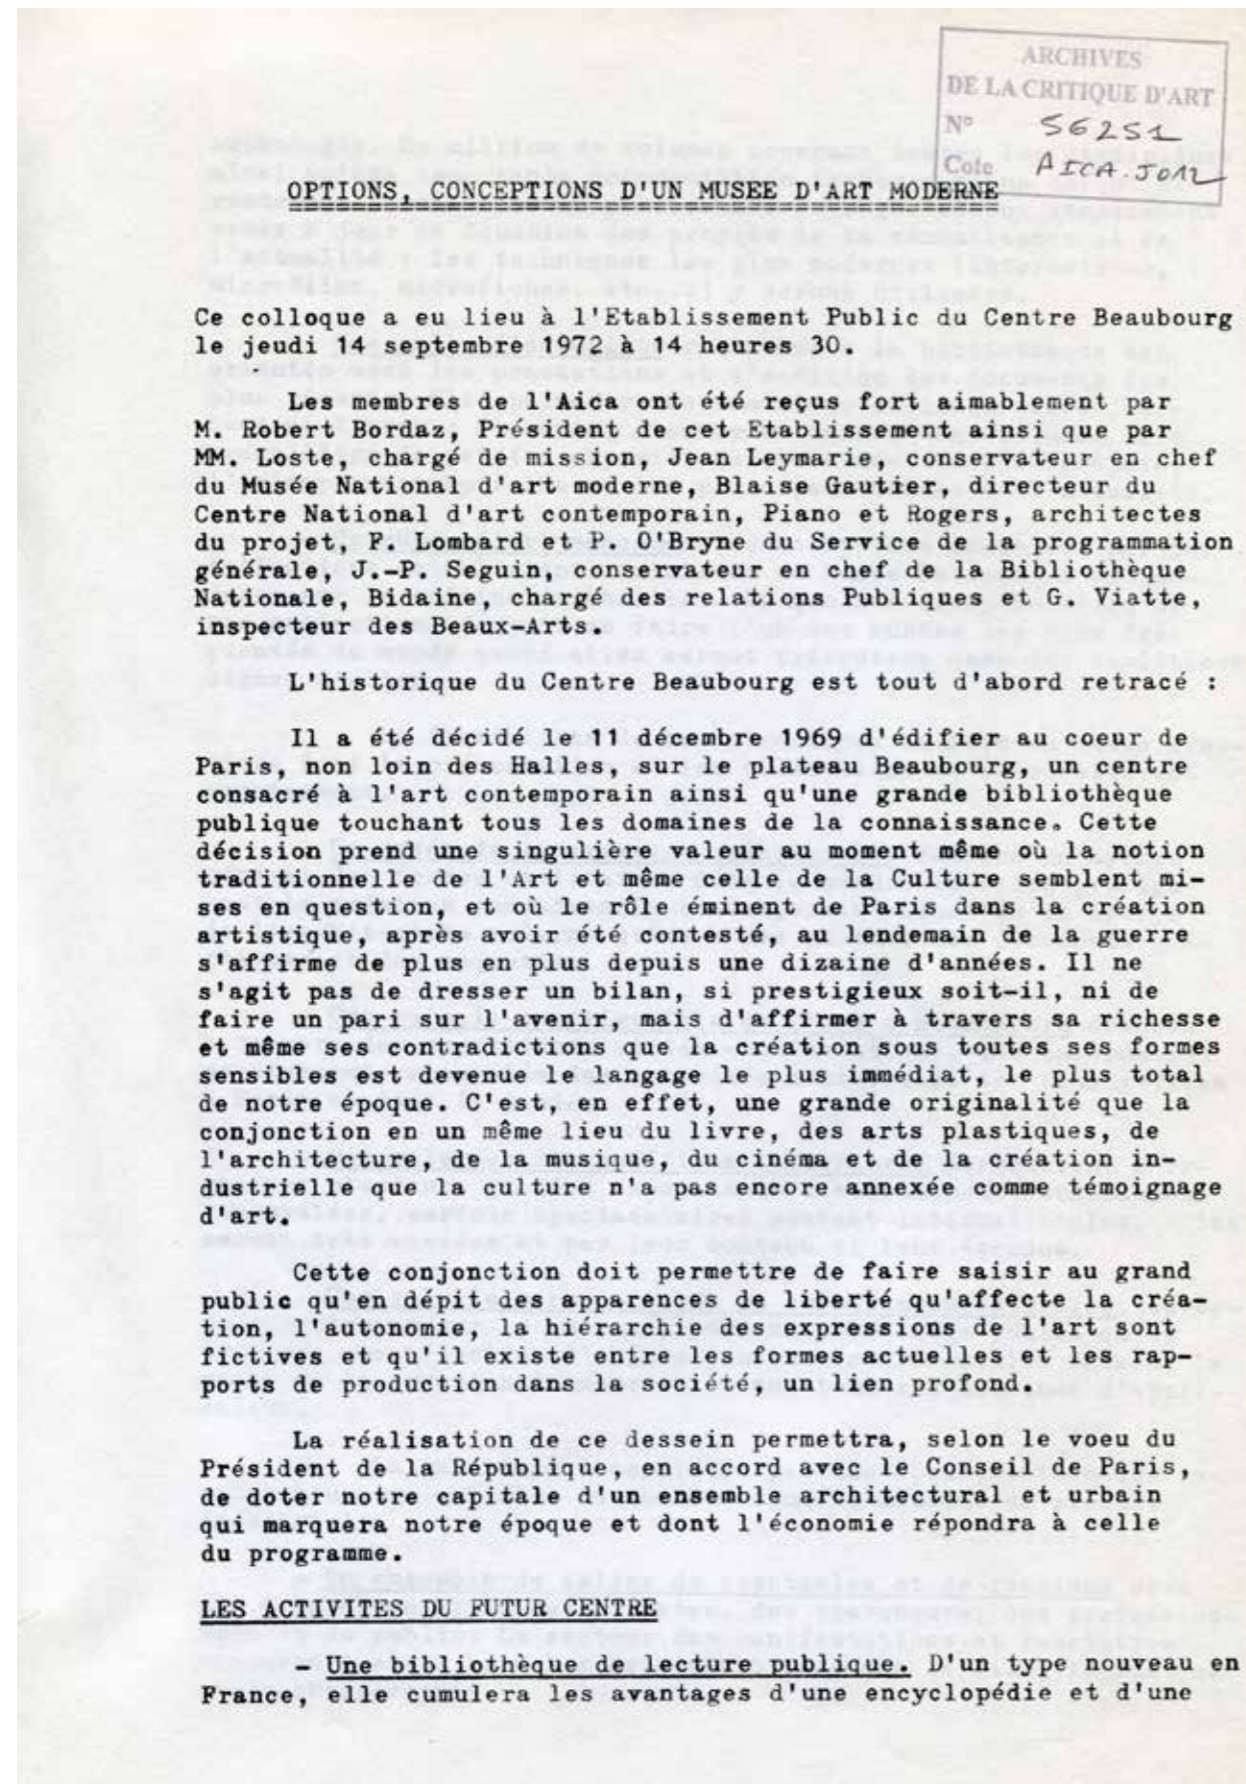 ARCHIVES
DE LA CRITIQUE D'ART
N° 56251
Cote AICA.J012
OPTIONS, CONCEPTIONS D'UN MUSEE D'ART MODERNE
Ce colloque a eu lieu à l'Etablissement Public du Centre Beaubourg
le jeudi 14 septembre 1972 à 14 heures 30.
Les membres de l'Aica ont été reçus fort aimablement par
M. Robert Bordaz, Président de cet Etablissement ainsi que par
MM. Loste, chargé de mission, Jean Leymarie, conservateur en chef
du Musée National d'art moderne, Blaise Gautier, directeur du
Centre National d'art contemporain, Piano et Rogers, architectes
du projet, F. Lombard et P. O'Bryne du Service de la programmation
générale, J.-P. Seguin, conservateur en chef de la Bibliothèque
Nationale, Bidaine, chargé des relations Publiques et G. Viatte,
inspecteur des Beaux-Arts.
L'historique du Centre Beaubourg est tout d'abord retracé :
Il a été décidé le 11 décembre 1969 d'édifier au coeur de
Paris, non loin des Halles, sur le plateau Beaubourg, un centre
consacré à l'art contemporain ainsi qu'une grande bibliothèque
publique touchant tous les domaines de la connaissance. Cette
décision prend une singulière valeur au moment même où la notion
traditionnelle de l'Art et même celle de la Culture semblent mi-
ses en question, et où le rôle éminent de Paris dans la création
artistique, après avoir été contesté, au lendemain de la guerre
s'affirme de plus en plus depuis une dizaine d'années. Il ne
s'agit pas de dresser un bilan, si prestigieux soit-il, ni de
faire un pari sur l'avenir, mais d'affirmer à travers sa richesse
et même ses contradictions que la création sous toutes ses formes
sensibles est devenue le langage le plus immédiat, le plus total
de notre époque. C'est, en effet, une grande originalité que la
conjonction en un même lieu du livre, des arts plastiques, de
l'architecture, de la musique, du cinéma et de la création in-
dustrielle que la culture n'a pas encore annexée comme témoignage
d'art.
Cette conjonction doit permettre de faire saisir au grand
public qu'en dépit des apparences de liberté qu'affecte la créa-
tion, l'autonomie, la hiérarchie des expressions de l'art sont
fictives et qu'il existe entre les formes actuelles et les rap-
ports de production dans la société, un lien profond.
La réalisation de ce dessein permettra, selon le voeu du
Président de la République, en accord avec le Conseil de Paris,
de doter notre capitale d'un ensemble architectural et urbain
qui marquera notre époque et dont l'économie répondra à celle
du programme.
LES ACTIVITES DU FUTUR CENTRE
- Une bibliothèque de lecture publique. D'un type nouveau en
France, elle cumulera les avantages d'une encyclopédie et d'une